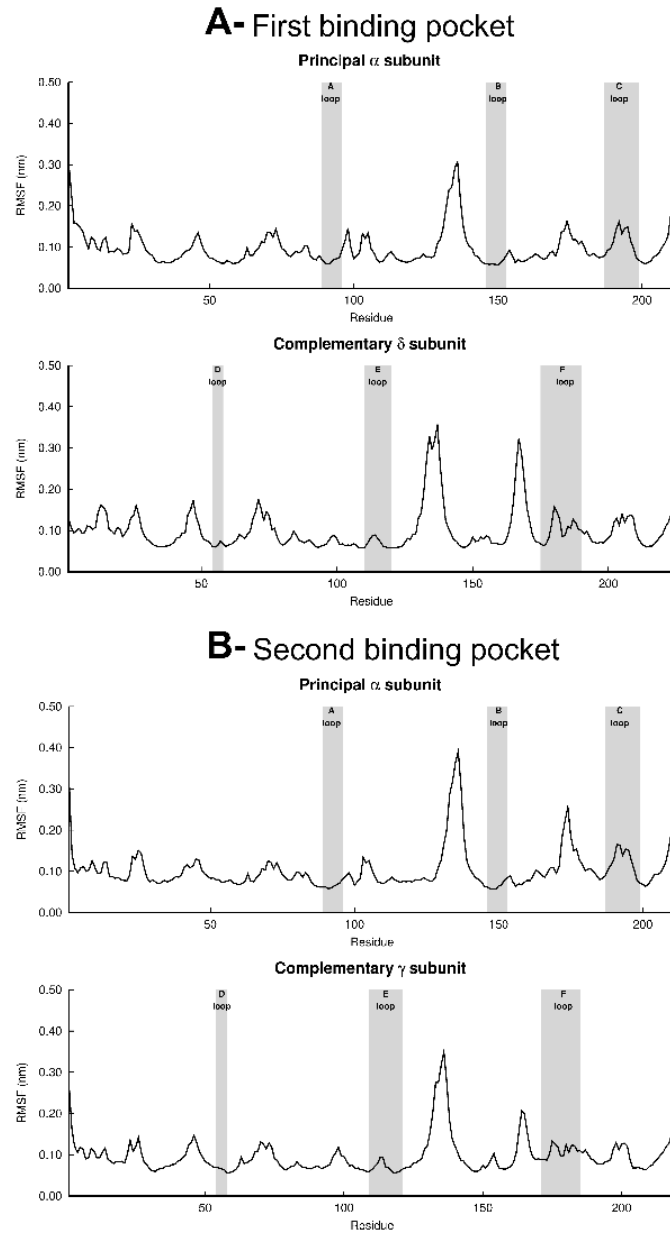 A- First binding pocket
Principal α subunit
A B C
loop loop loop
0.50
0.40
0.30
0.20
0.10
0.00
RMSF (nm)
50 100 150 200
Residue
Complementary δ subunit
D E F
loop loop loop
0.50
0.40
0.30
0.20
0.10
0.00
RMSF (nm)
50 100 150 200
Residue
B- Second binding pocket
Principal α subunit
A B C
loop loop loop
0.50
0.40
0.30
0.20
0.10
0.00
RMSF (nm)
50 100 150 200
Residue
Complementary γ subunit
D E F
loop loop loop
0.50
0.40
0.30
0.20
0.10
0.00
RMSF (nm)
50 100 150 200
Residue